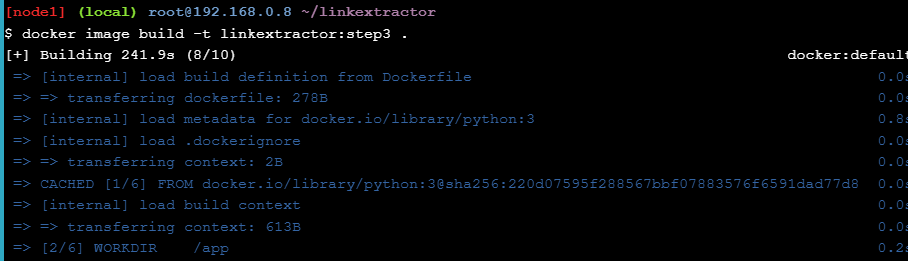 [node1] (local) root@192.168.0.8 ~/linkextractor
$ docker image build -t linkextractor:step3 .
[+] Building 241.9s (8/10) docker:default
=> [internal] load build definition from Dockerfile 0.0s
=> => transferring dockerfile: 278B 0.0s
=> [internal] load metadata for docker.io/library/python:3 0.8s
=> [internal] load .dockerignore 0.0s
=> => transferring context: 2B 0.0s
=> CACHED [1/6] FROM docker.io/library/python:3@sha256:220d07595f288567bbf07883576f6591dad77d8 0.0s
=> [internal] load build context 0.0s
=> => transferring context: 613B 0.0s
=> [2/6] WORKDIR /app 0.2s